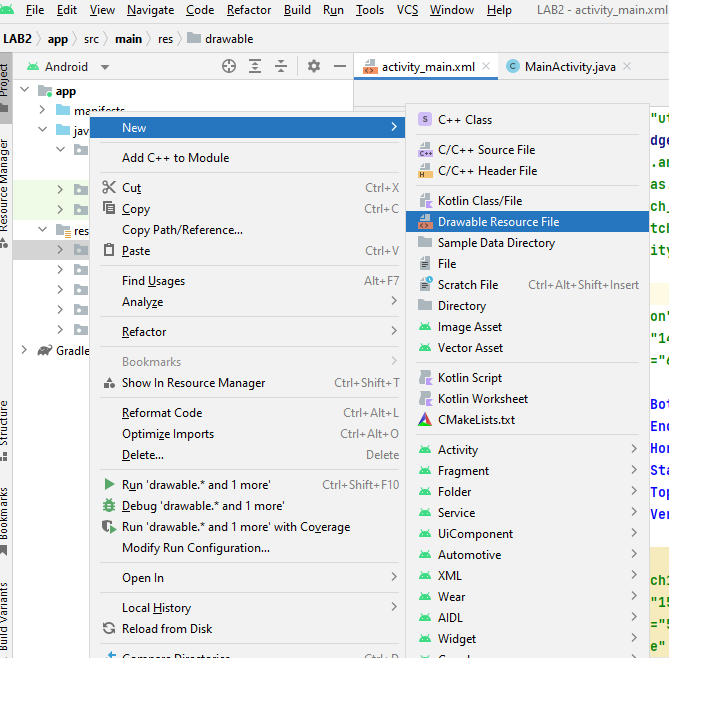 File Edit View Navigate Code Refactor Build Run Tools VCS Window Help LAB2 - activity_main.xml
LAB2 app src main res drawable
Project
Resource Manager
Structure
Bookmarks
Build Variants
Android
activity_main.xml
MainActivity.java
app
manifests
jav
res
Gradle
New
Add C++ to Module
Cut Ctrl+X
Copy Ctrl+C
Copy Path/Reference...
Paste Ctrl+V
Find Usages Alt+F7
Analyze
Refactor
Bookmarks
Show In Resource Manager Ctrl+Shift+T
Reformat Code Ctrl+Alt+L
Optimize Imports Ctrl+Alt+O
Delete... Delete
Run 'drawable.* and 1 more' Ctrl+Shift+F10
Debug 'drawable.* and 1 more'
Run 'drawable.* and 1 more' with Coverage
Modify Run Configuration...
Open In
Local History
Reload from Disk
Compare Directories... Ctrl+D
C++ Class
C/C++ Source File
C/C++ Header File
Kotlin Class/File
Drawable Resource File
Sample Data Directory
File
Scratch File Ctrl+Alt+Shift+Insert
Directory
Image Asset
Vector Asset
Kotlin Script
Kotlin Worksheet
CMakeLists.txt
Activity
Fragment
Folder
Service
UiComponent
Automotive
XML
Wear
AIDL
Widget
"ut
dge
.an
as.
ch_
tch
ity
on"
"14
="6
Bot
End
Hor
Sta
Top
Ver
ch1
"15
="5
e"